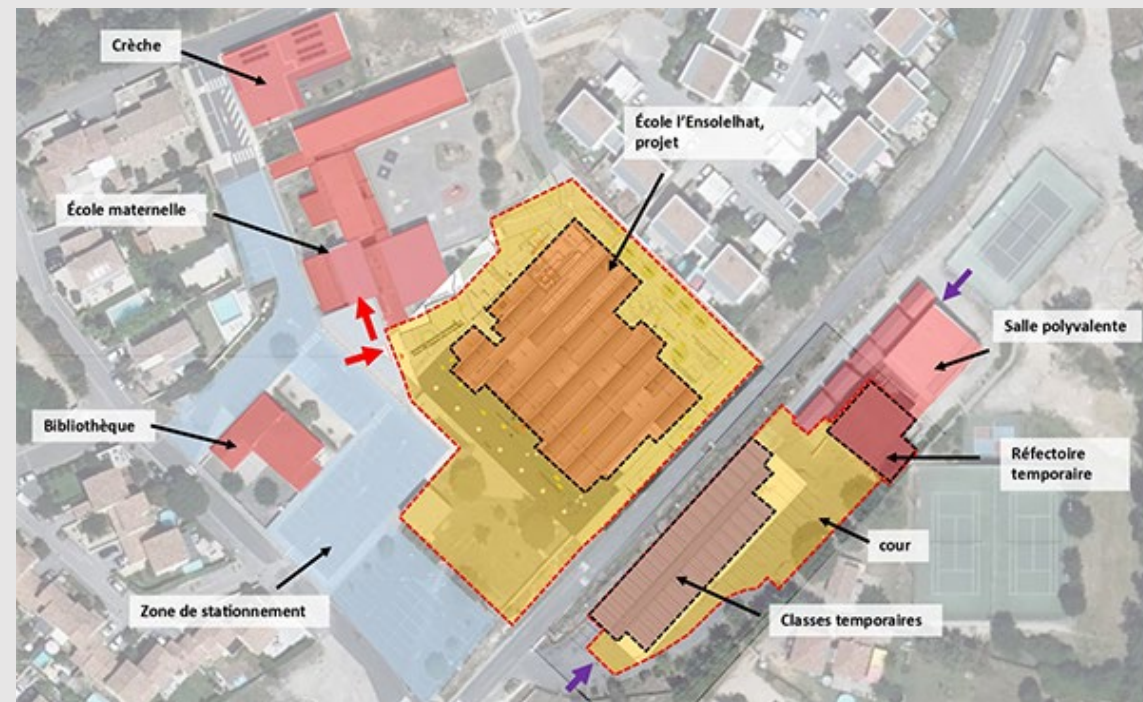 Crèche
École l'Ensolelhat,
projet
École maternelle
Salle polyvalente
Bibliothèque
Réfectoire
temporaire
cour
Zone de stationnement
Classes temporaires